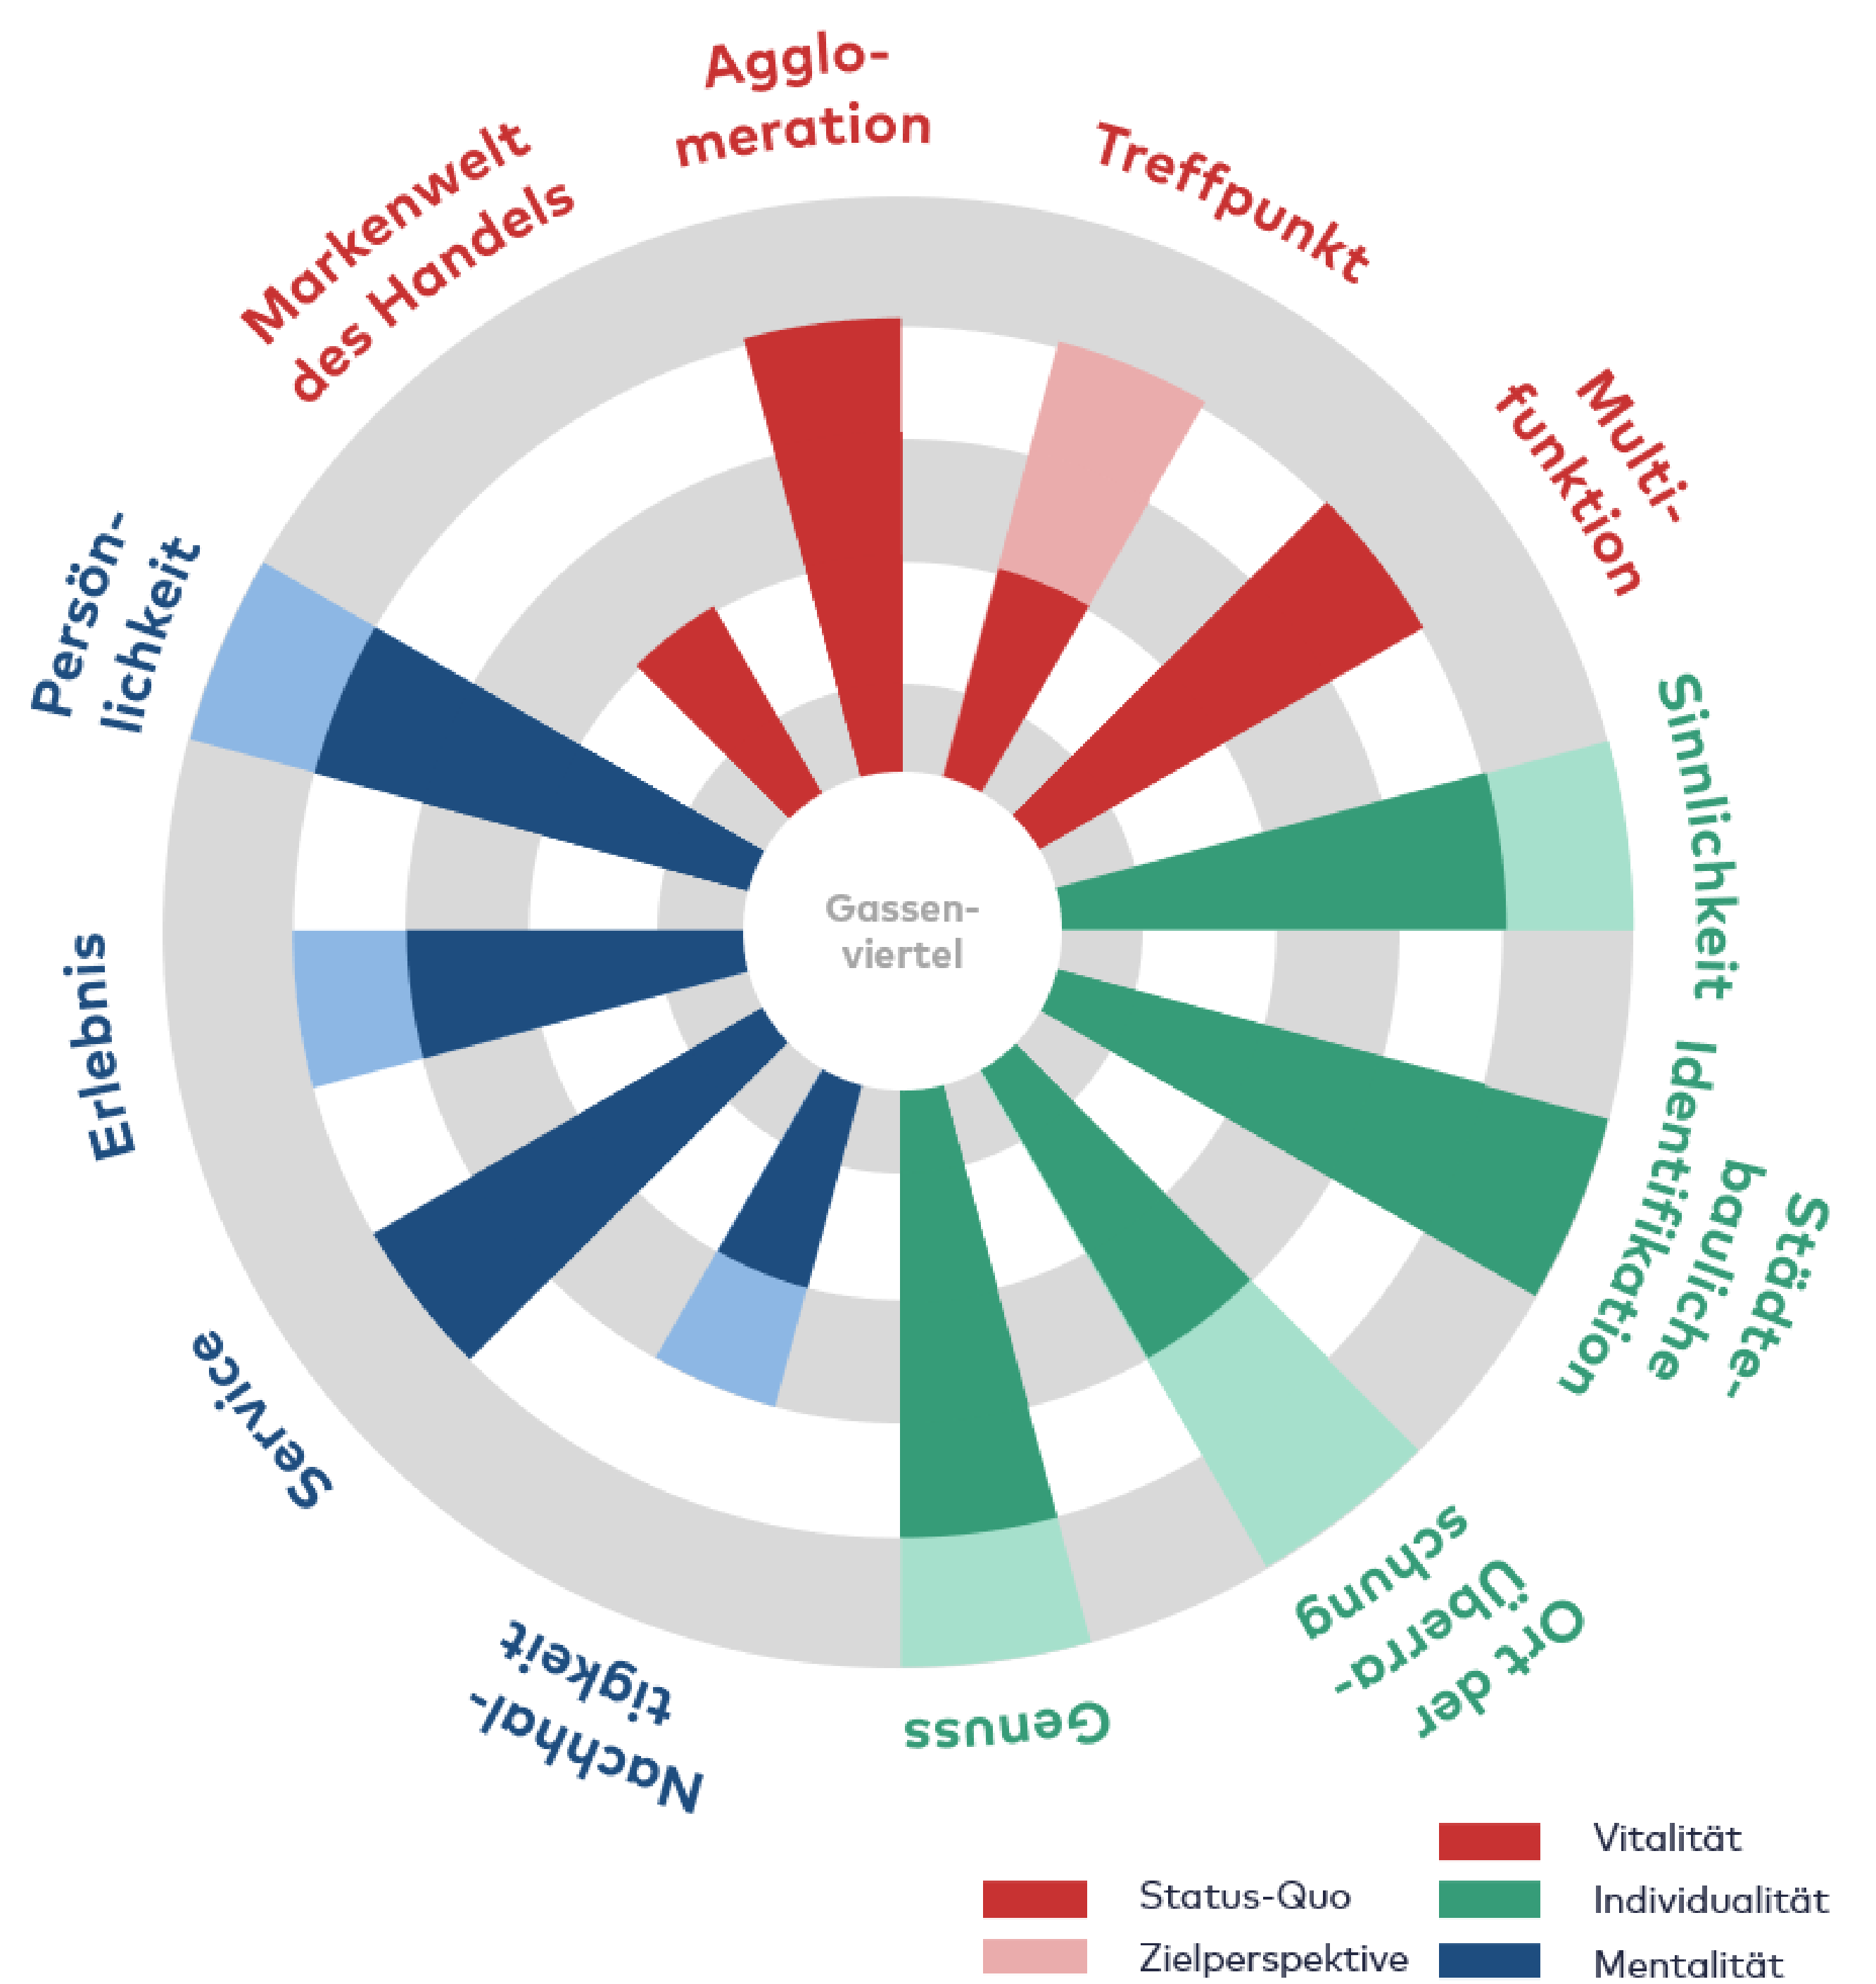 Agglo-
meration
Treffpunkt
Multi-
funktion
Sinnlichkeit
Städte-
bauliche
Identifikation
Ort der
Überra-
schung
Genuss
Nachhal-
tigkeit
Service
Erlebnis
Persön-
lichkeit
Markenwelt
des Handels
Gassen-
viertel
Status-Quo
Zielperspektive
Vitalität
Individualität
Mentalität